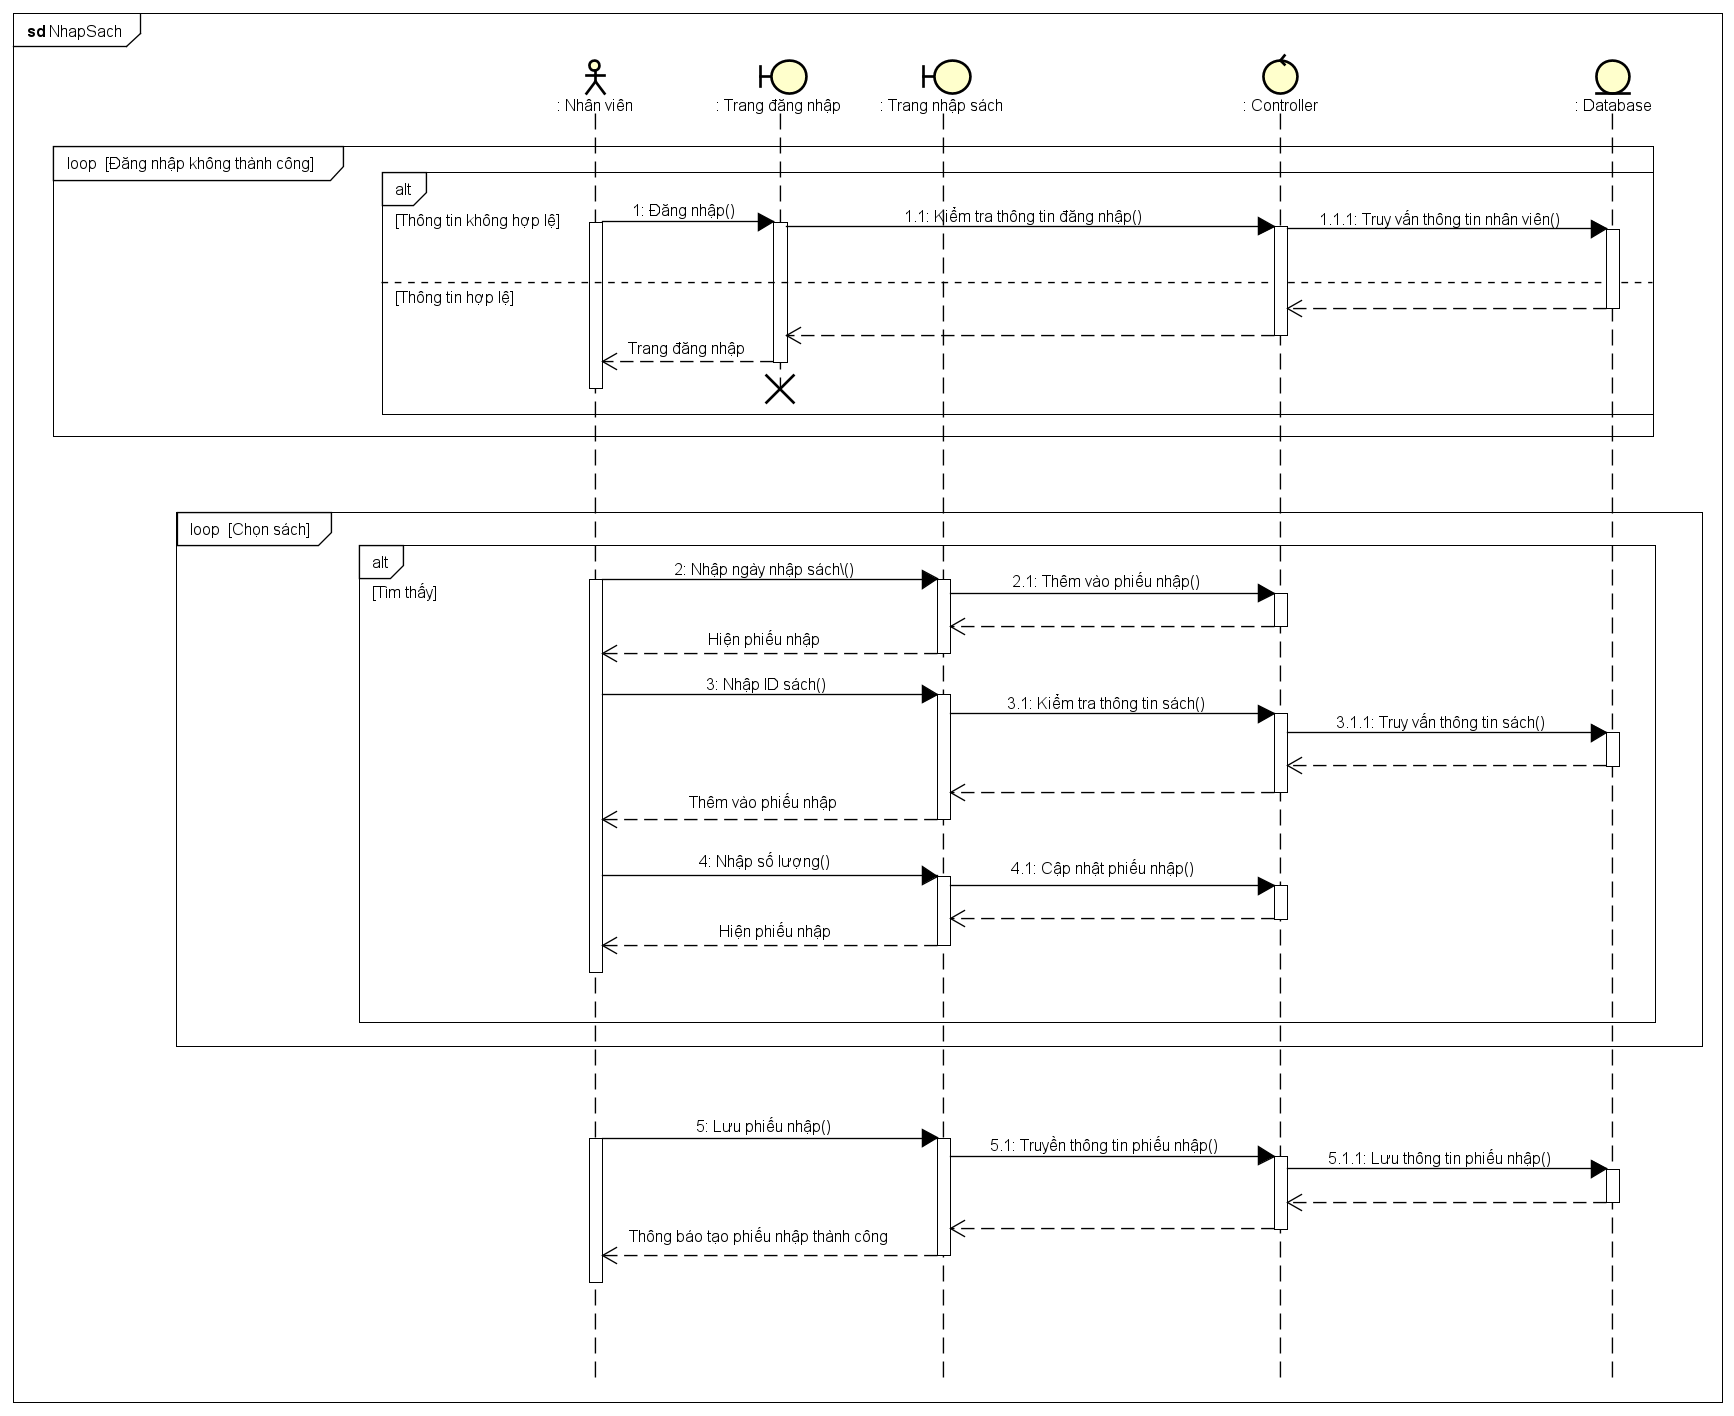 sd NhapSach
: Nhân viên
: Trang đăng nhập
: Trang nhập sách
: Controller
: Database
loop [Đăng nhập không thành công]
alt
[Thông tin không hợp lệ]
1: Đăng nhập()
1.1: Kiểm tra thông tin đăng nhập()
1.1.1: Truy vấn thông tin nhân viên()
[Thông tin hợp lệ]
Trang đăng nhập
loop [Chọn sách]
alt
[Tìm thấy]
2: Nhập ngày nhập sách\()
2.1: Thêm vào phiếu nhập()
Hiện phiếu nhập
3: Nhập ID sách()
3.1: Kiểm tra thông tin sách()
3.1.1: Truy vấn thông tin sách()
Thêm vào phiếu nhập
4: Nhập số lượng()
4.1: Cập nhật phiếu nhập()
Hiện phiếu nhập
5: Lưu phiếu nhập()
5.1: Truyền thông tin phiếu nhập()
5.1.1: Lưu thông tin phiếu nhập()
Thông báo tạo phiếu nhập thành công